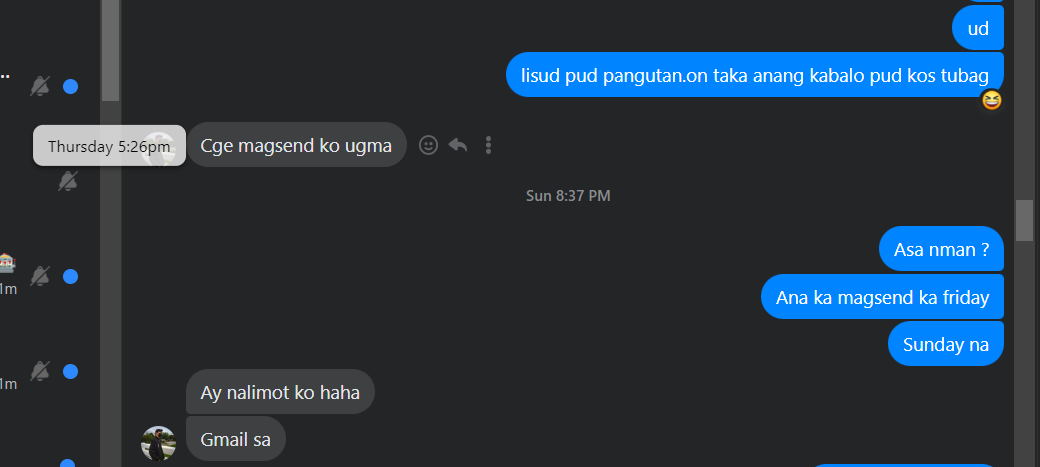 ud
lisud pud pangutan.on taka anang kabalo pud kos tubag
Thursday 5:26pm
Cge magsend ko ugma
Sun 8:37 PM
Asa nman ?
1m
Ana ka magsend ka friday
Sunday na
1m
Ay nalimot ko haha
Gmail sa